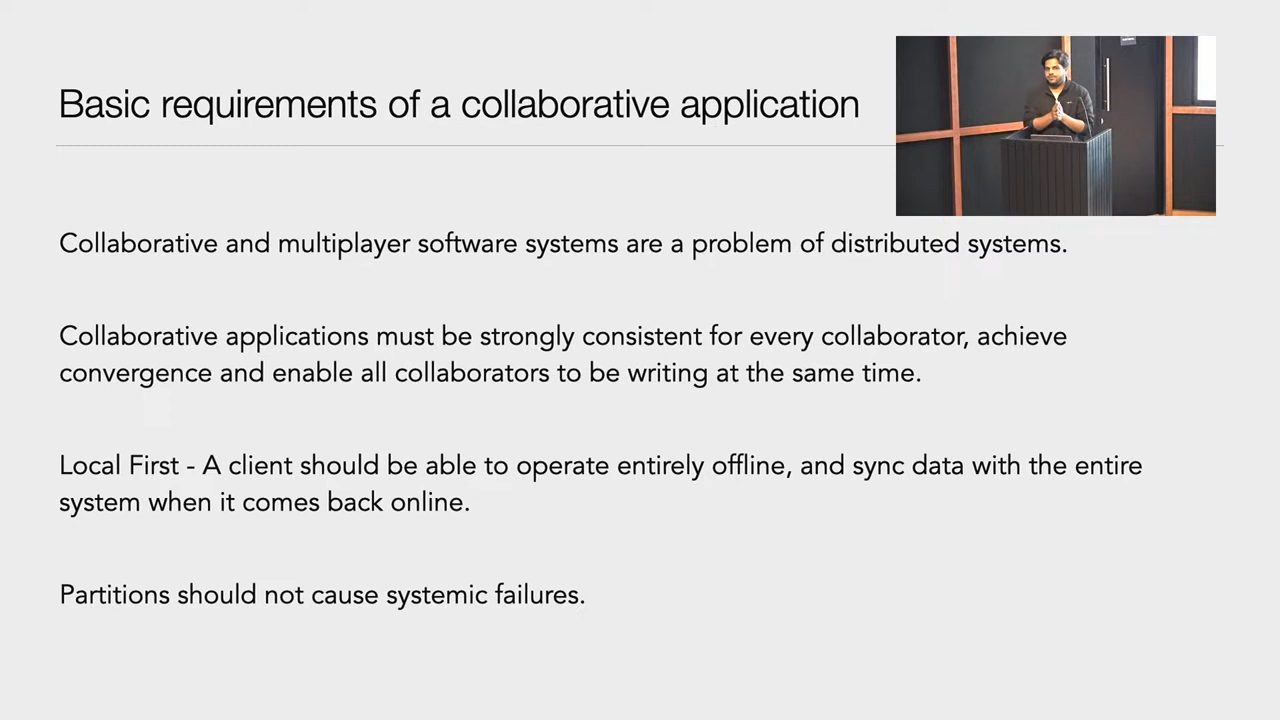 Basic requirements of a collaborative application
Collaborative and multiplayer software systems are a problem of distributed systems.
Collaborative applications must be strongly consistent for every collaborator, achieve
convergence and enable all collaborators to be writing at the same time.
Local First - A client should be able to operate entirely offline, and sync data with the entire
system when it comes back online.
Partitions should not cause systemic failures.